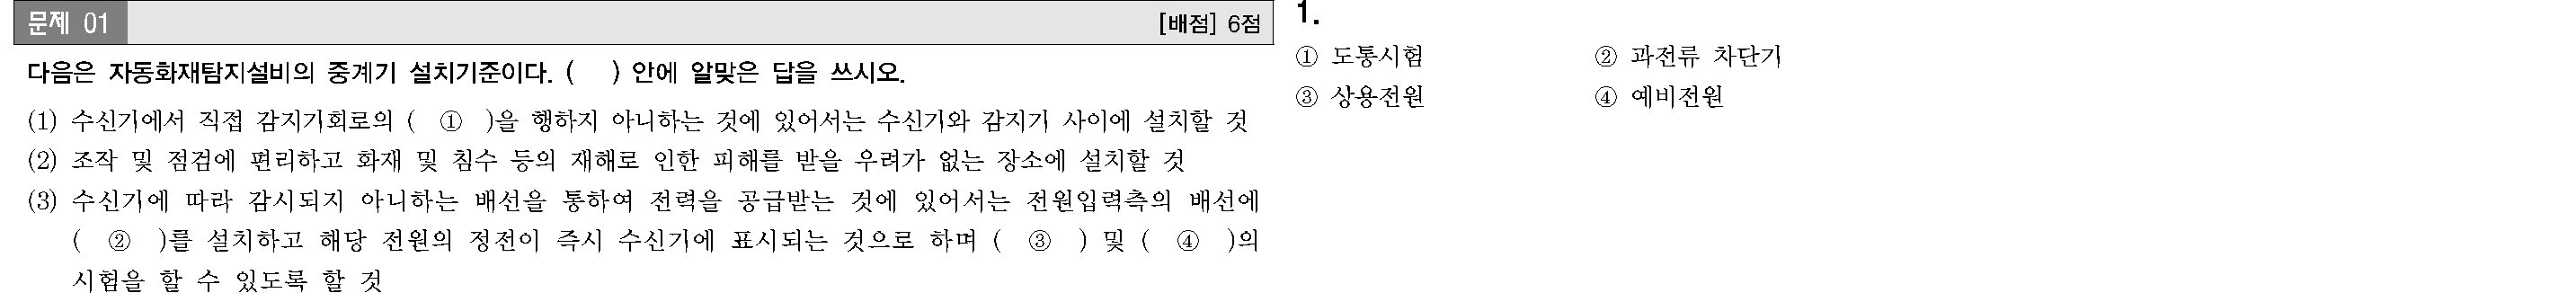 문제 01 [배점] 6점
다음은 자동화재탐지설비의 중계기 설치기준이다. (    ) 안에 알맞은 답을 쓰시오.
(1) 수신기에서 직접 감지기회로의 ( ① )을 행하지 아니하는 것에 있어서는 수신기와 감지기 사이에 설치할 것
(2) 조작 및 점검에 편리하고 화재 및 침수 등의 재해로 인한 피해를 받을 우려가 없는 장소에 설치할 것
(3) 수신기에 따라 감시되지 아니하는 배선을 통하여 전력을 공급받는 것에 있어서는 전원입력측의 배선에
( ② )를 설치하고 해당 전원의 정전이 즉시 수신기에 표시되는 것으로 하며 ( ③ ) 및 ( ④ )의
시험을 할 수 있도록 할 것
1.
① 도통시험 ② 과전류 차단기
③ 상용전원 ④ 예비전원